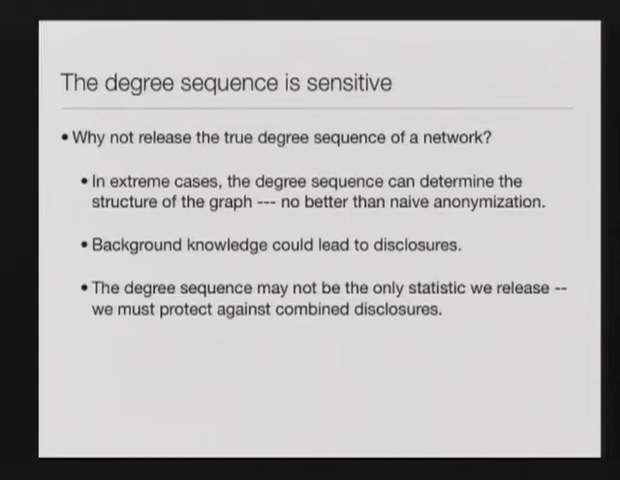 The degree sequence is sensitive
• Why not release the true degree sequence of a network?
• In extreme cases, the degree sequence can determine the
structure of the graph --- no better than naive anonymization.
• Background knowledge could lead to disclosures.
• The degree sequence may not be the only statistic we release --
we must protect against combined disclosures.